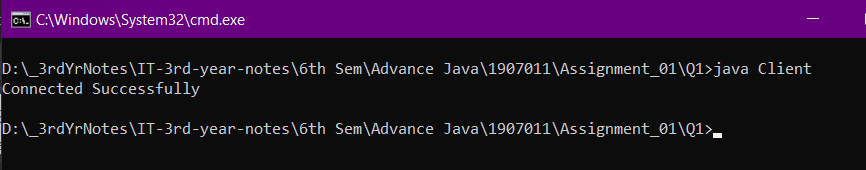 C:\Windows\System32\cmd.exe
D:\_3rdYrNotes\IT-3rd-year-notes\6th Sem\Advance Java\1907011\Assignment_01\Q1>java Client
Connected Successfully
D:\_3rdYrNotes\IT-3rd-year-notes\6th Sem\Advance Java\1907011\Assignment_01\Q1>